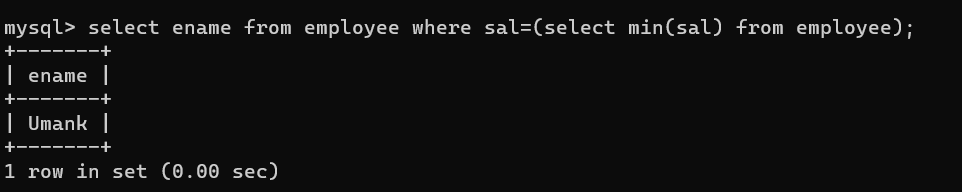 mysql> select ename from employee where sal=(select min(sal) from employee);
+-------+
| ename |
+-------+
| Umank |
+-------+
1 row in set (0.00 sec)